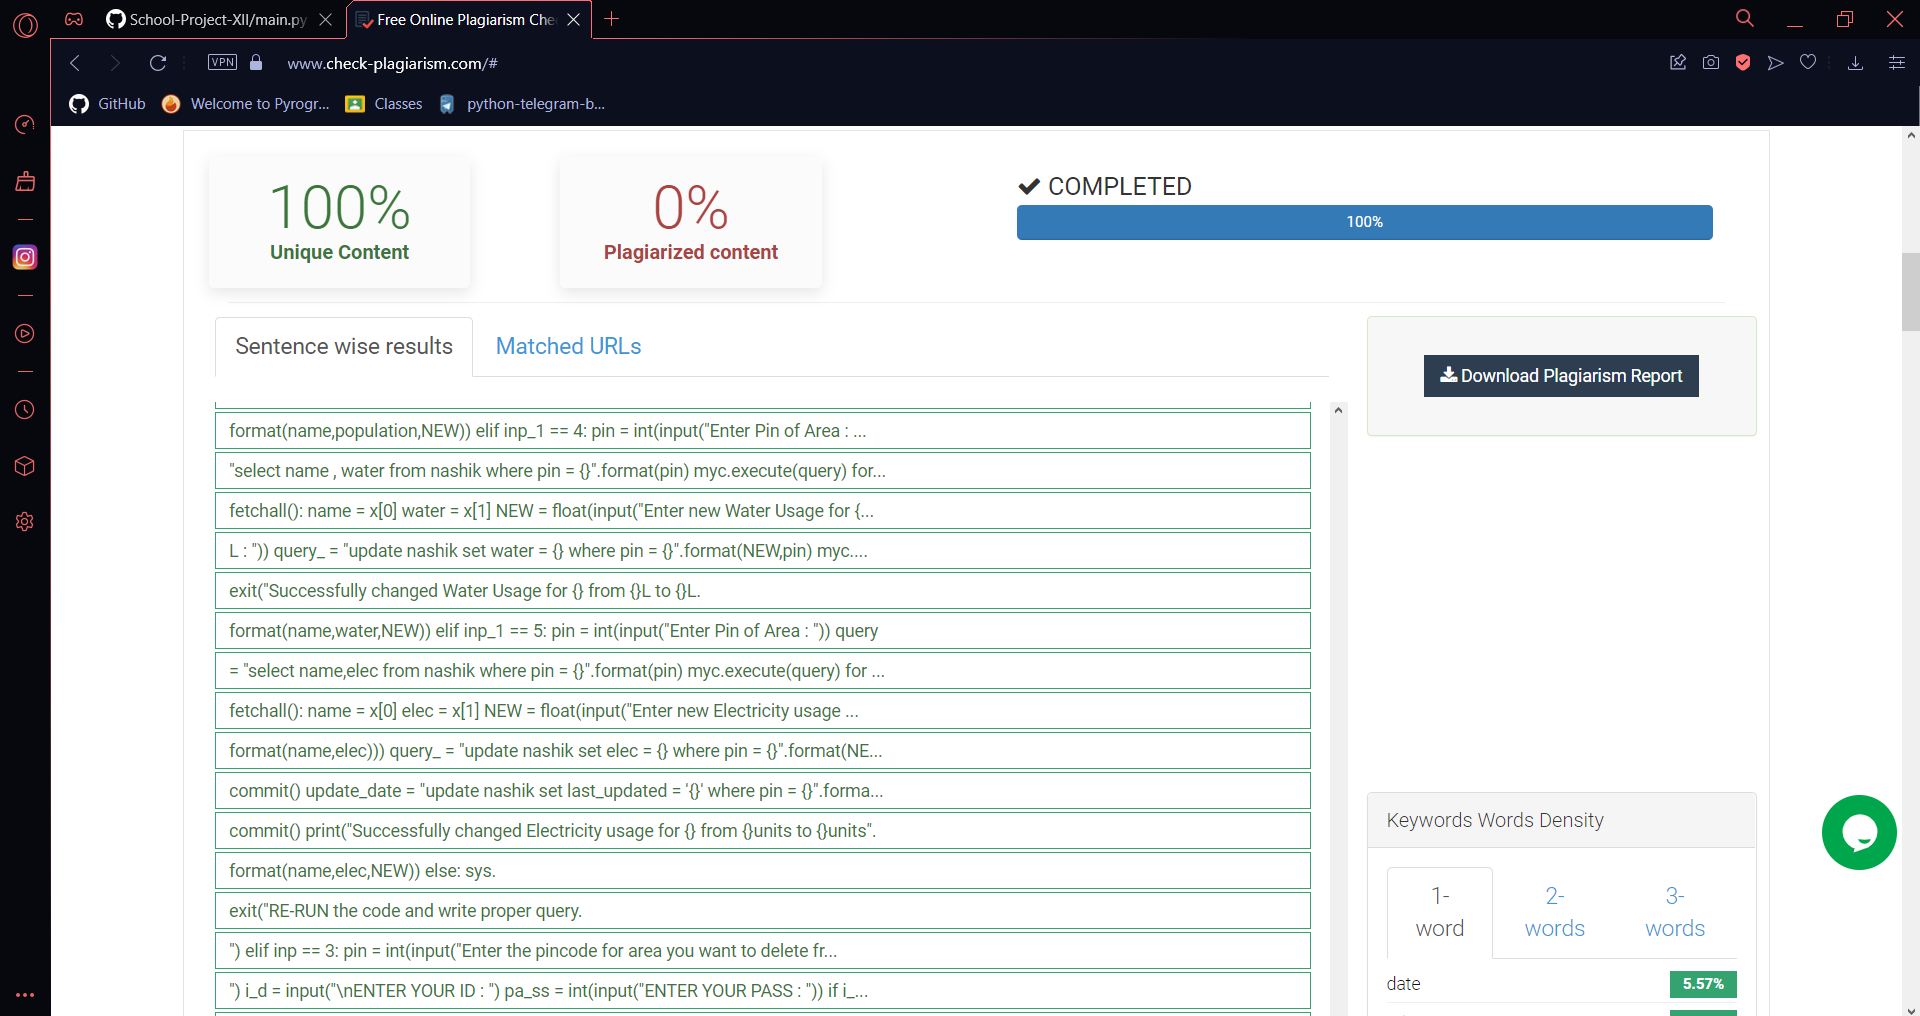 School-Project-XII/main.py
Free Online Plagiarism Che
VPN
www.check-plagiarism.com/#
GitHub
Welcome to Pyrogr...
Classes
python-telegram-b...
100%
Unique Content
0%
Plagiarized content
COMPLETED
100%
Sentence wise results
Matched URLs
Download Plagiarism Report
format(name,population,NEW)) elif inp_1 == 4: pin = int(input("Enter Pin of Area : ...
"select name , water from nashik where pin = {}".format(pin) myc.execute(query) for...
fetchall(): name = x[0] water = x[1] NEW = float(input("Enter new Water Usage for {...
L : ")) query_ = "update nashik set water = {} where pin = {}".format(NEW,pin) myc....
exit("Successfully changed Water Usage for {} from {}L to {}L.
format(name,water,NEW)) elif inp_1 == 5: pin = int(input("Enter Pin of Area : ")) query
= "select name,elec from nashik where pin = {}".format(pin) myc.execute(query) for ...
fetchall(): name = x[0] elec = x[1] NEW = float(input("Enter new Electricity usage ...
format(name,elec))) query_ = "update nashik set elec = {} where pin = {}".format(NE...
commit() update_date = "update nashik set last_updated = '{}' where pin = {}".forma...
commit() print("Successfully changed Electricity usage for {} from {}units to {}units".
format(name,elec,NEW)) else: sys.
exit("RE-RUN the code and write proper query.
") elif inp == 3: pin = int(input("Enter the pincode for area you want to delete fr...
") i_d = input("\nENTER YOUR ID : ") pa_ss = int(input("ENTER YOUR PASS : ")) if i_...
Keywords Words Density
1-
word
2-
words
3-
words
date
5.57%